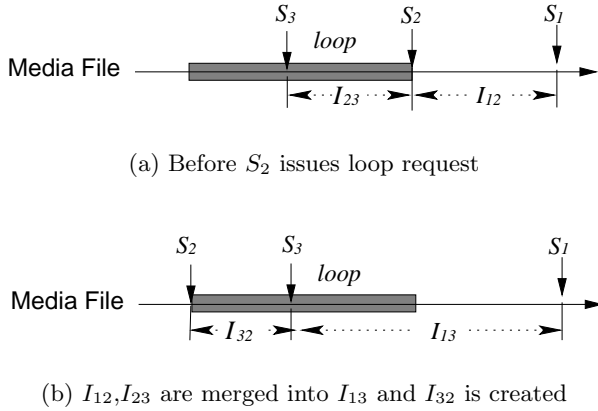 S₃ S₂ S₁
loop
Media File
I₂₃ I₁₂
(a) Before S₂ issues loop request
S₂ S₃ S₁
loop
Media File
I₃₂ I₁₃
(b) I₁₂,I₂₃ are merged into I₁₃ and I₃₂ is created